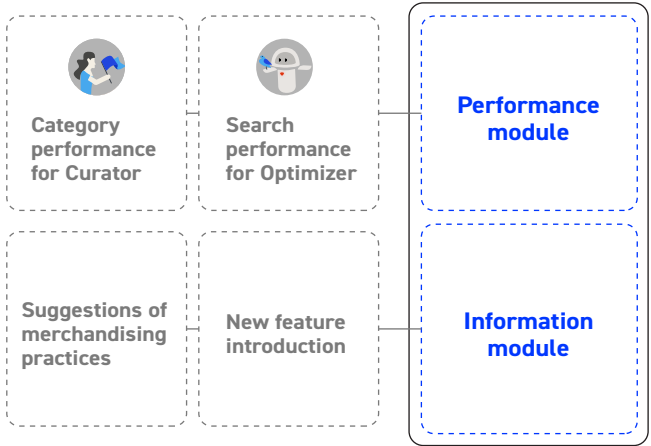 Category
performance
for Curator
Search
performance
for Optimizer
Performance
module
Suggestions of
merchandising
practices
New feature
introduction
Information
module